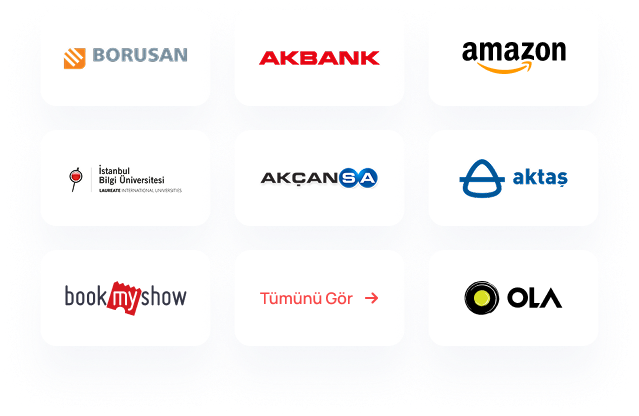 BORUSAN
AKBANK
amazon
İstanbul
Bilgi Üniversitesi
LAUREATE INTERNATIONAL UNIVERSITIES
AKÇANSA
aktaş
bookmyshow
Tümünü Gör →
OLA